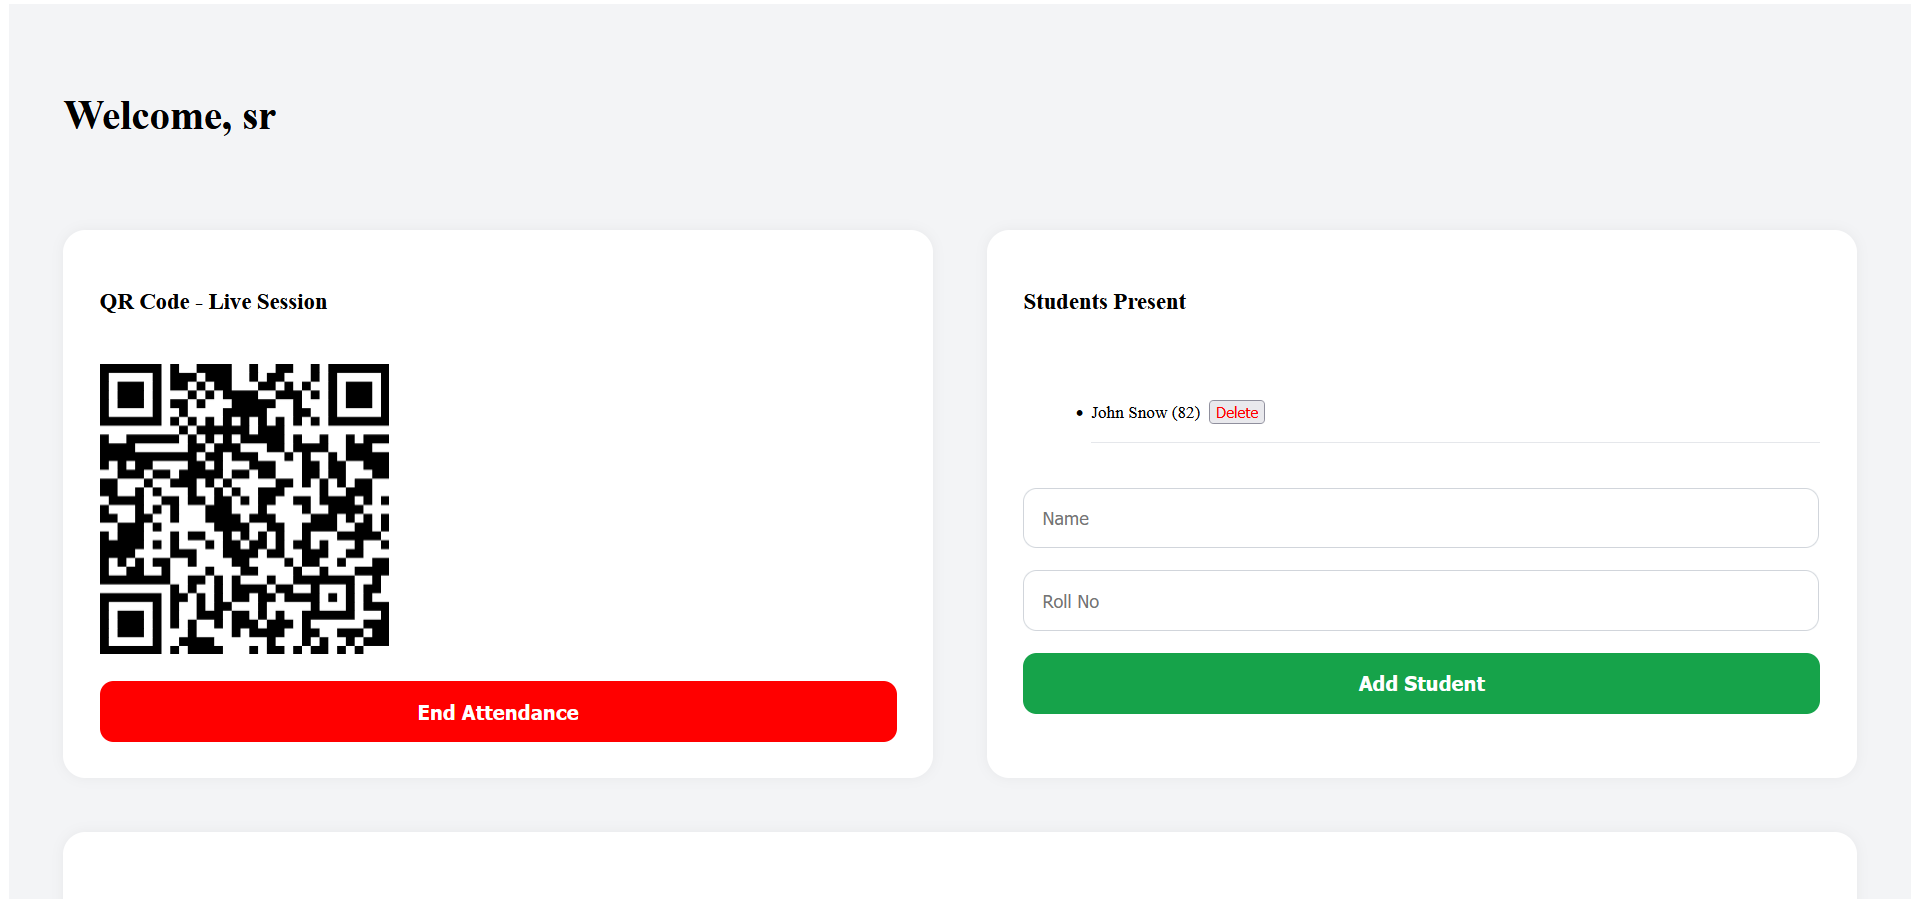 Welcome, sr
QR Code - Live Session
End Attendance
Students Present
John Snow (82) Delete
Name
Roll No
Add Student